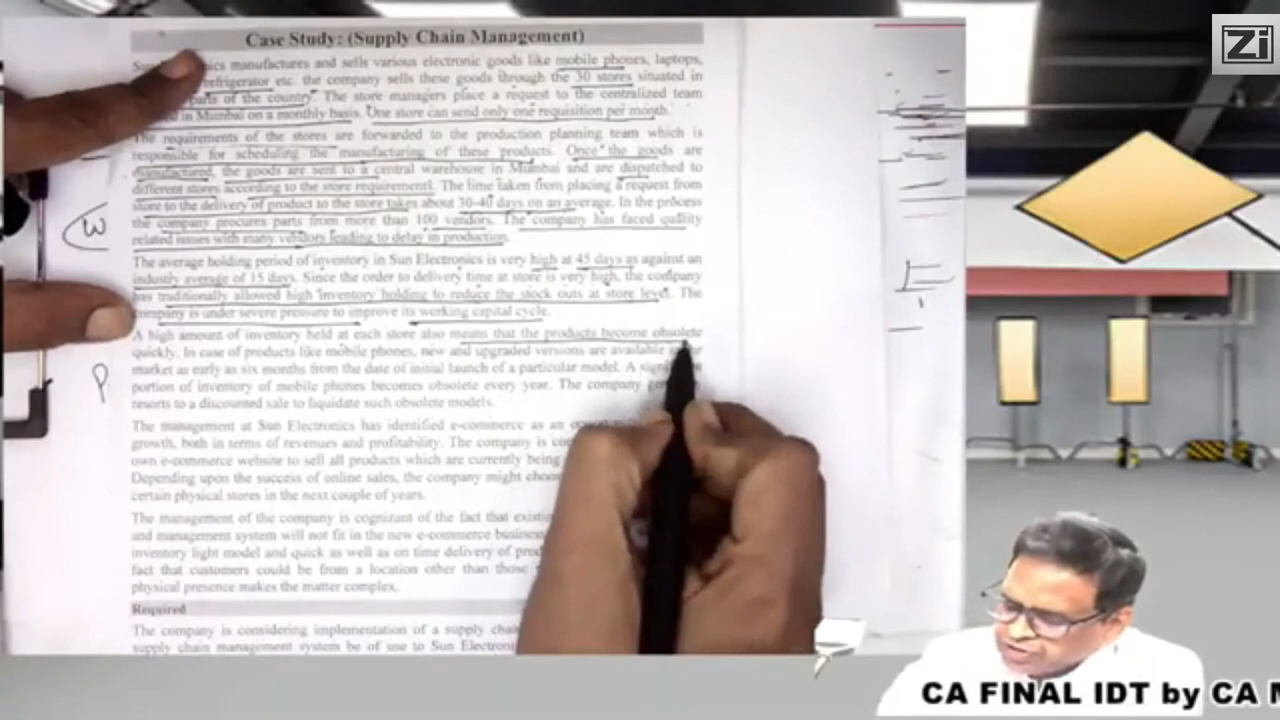 Case Study: (Supply Chain Management)
manufactures and sells various electronic goods like mobile phones, laptops,
refrigerator etc. the company sells these goods through the 30 stores situated in
parts of the country. The store managers place a request to the centralized team
in Mumbai on a monthly basis. One store can send only one requisition per month.
The requirements of the stores are forwarded to the production planning team which is
responsible for scheduling the manufacturing of these products. Once the goods are
manufactured, the goods are sent to a central warehouse in Mumbai and are dispatched to
different stores according to the store requirements. The time taken from placing a request from
store to the delivery of product to the store takes about 30-40 days on an average. In the process
the company procures parts from more than 100 vendors. The company has faced quality
related issues with many vendors leading to delay in production.
The average holding period of inventory in Sun Electronics is very high at 45 days as against an
industry average of 15 days. Since the order to delivery time at store is very high, the company
has traditionally allowed high inventory holding to reduce the stock outs at store level. The
company is under severe pressure to improve its working capital cycle.
A high amount of inventory held at each store also means that the products become obsolete
quickly. In case of products like mobile phones, new and upgraded versions are available
market as early as six months from the date of initial launch of a particular model. A
portion of inventory of mobile phones becomes obsolete every year. The company
resorts to a discounted sale to liquidate such obsolete models.
The management at Sun Electronics has identified e-commerce as an
growth, both in terms of revenues and profitability. The company is
own e-commerce website to sell all products which are currently being
Depending upon the success of online sales, the company might
certain physical stores in the next couple of years.
The management of the company is cognizant of the fact that
and management system will not fit in the new e-commerce
inventory light model and quick as well as on time delivery of
fact that customers could be from a location other than those
physical presence makes the matter complex.
Required
The company is considering implementation of a supply
supply chain management system be of use to Sun
W
P
Zi
CA FINAL IDT by CA